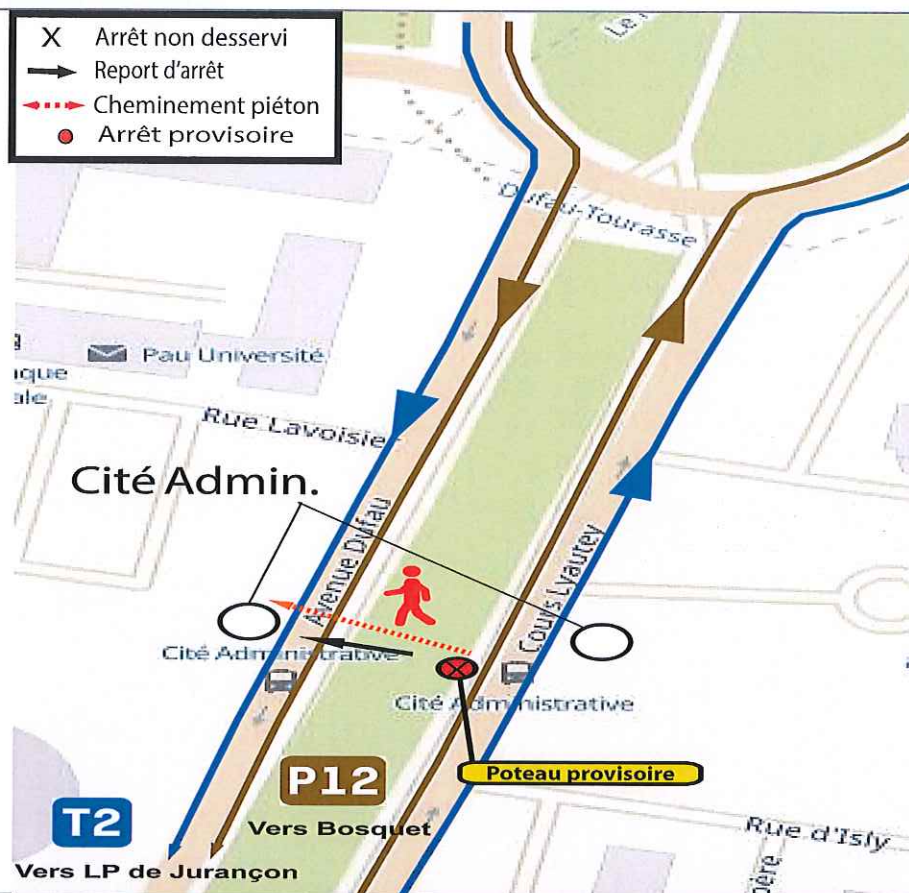 X Arrêt non desservi
Report d'arrêt
Cheminement piéton
Arrêt provisoire
Dufau-Tourasse
Pau Université
Rue Lavoisier
Cité Admin.
Avenue Dufau
Cours Lyautey
Cité Administrative
Cité Administrative
Poteau provisoire
P12
Vers Bosquet
T2
Vers LP de Jurançon
Rue d'Isly